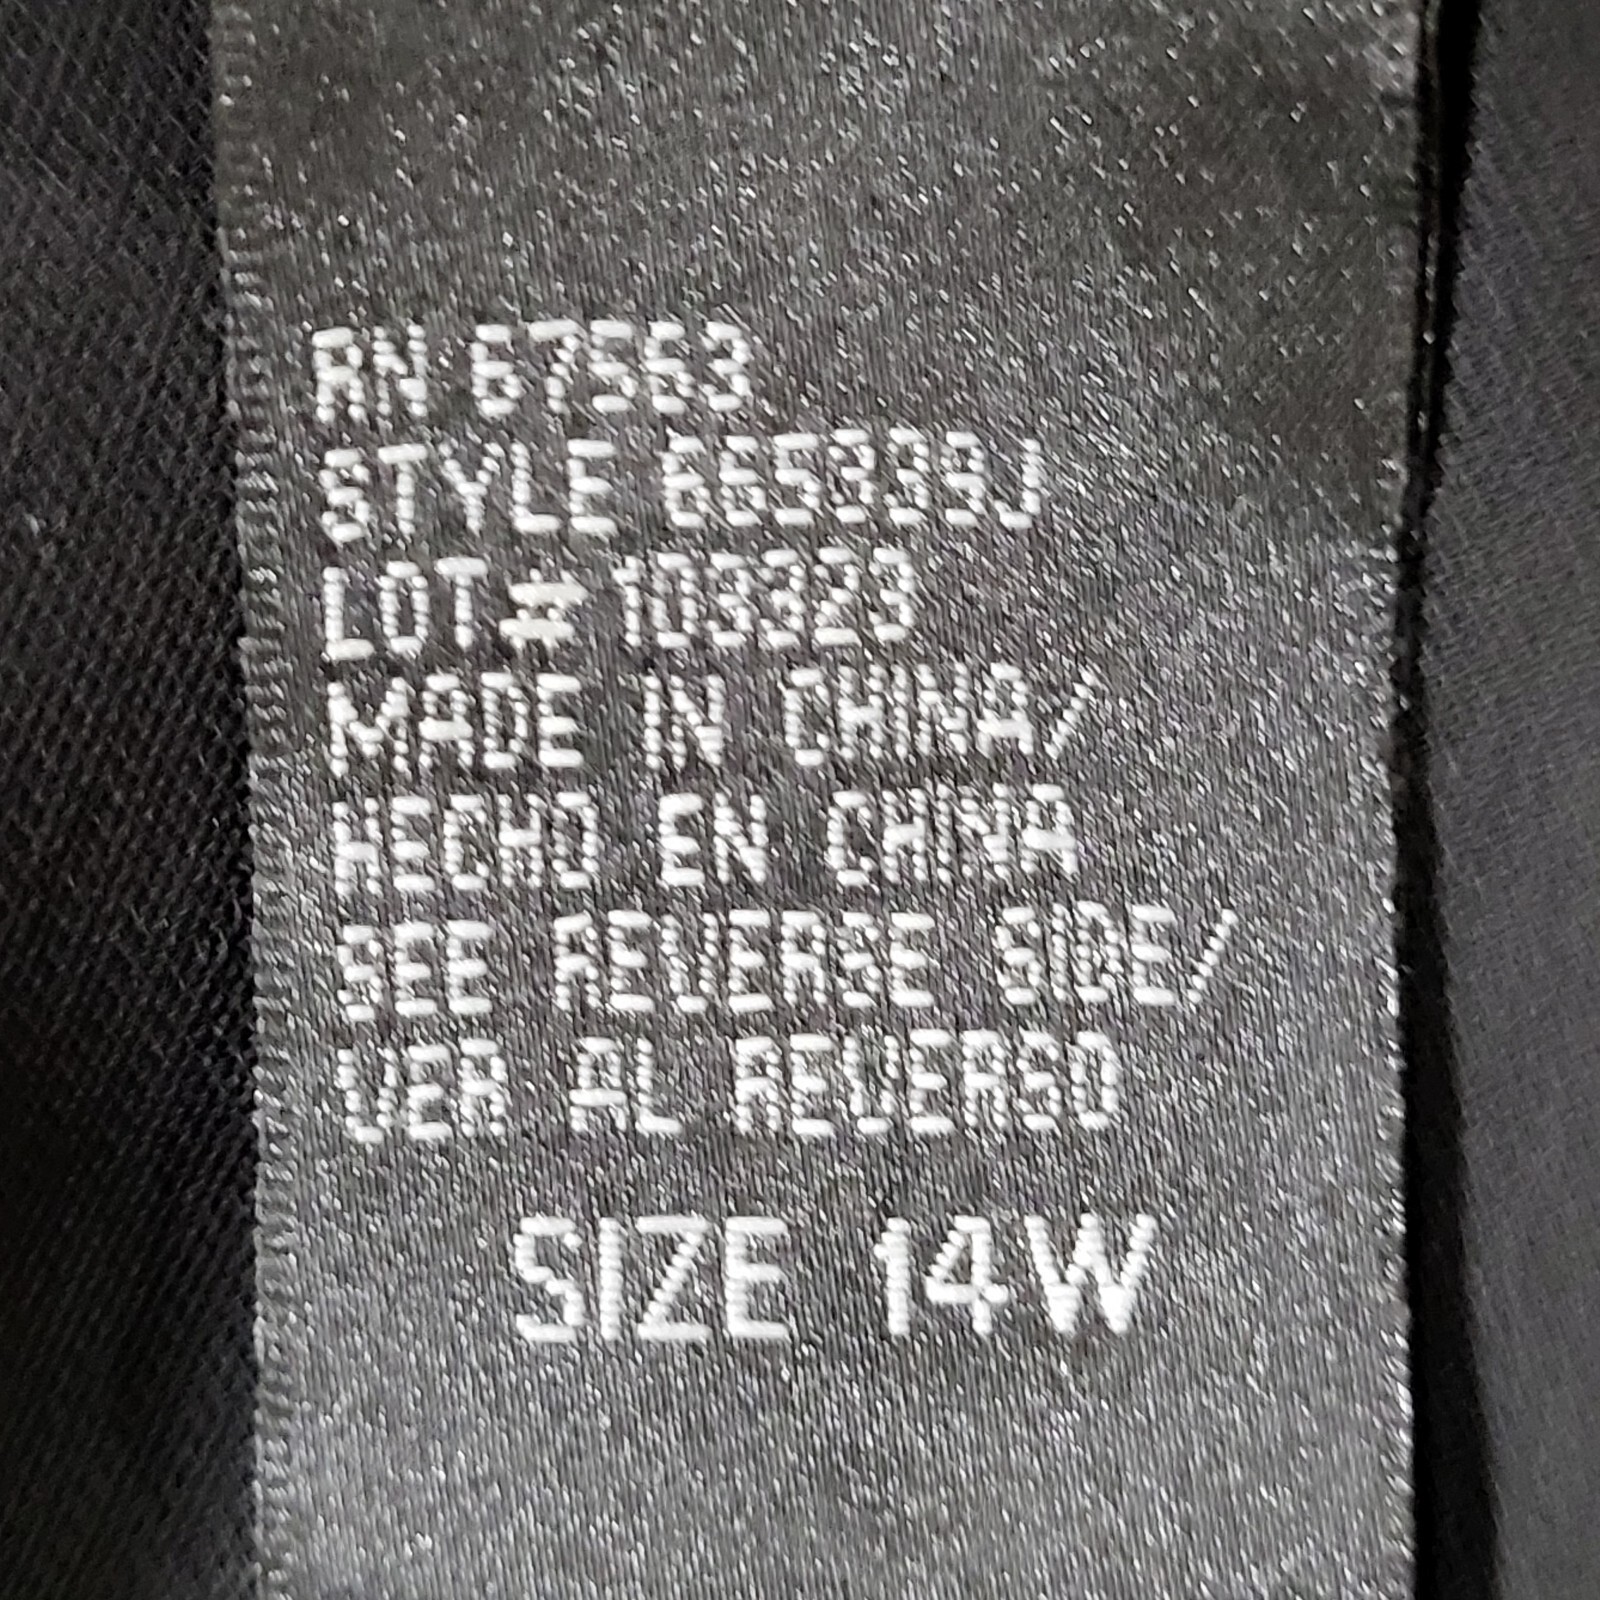 RN 67563
STYLE 665839J
LOT# 103323
MADE IN CHINA/
HECHO EN CHINA
SEE REVERSE SIDE/
VER AL REVERSO
SIZE 14W